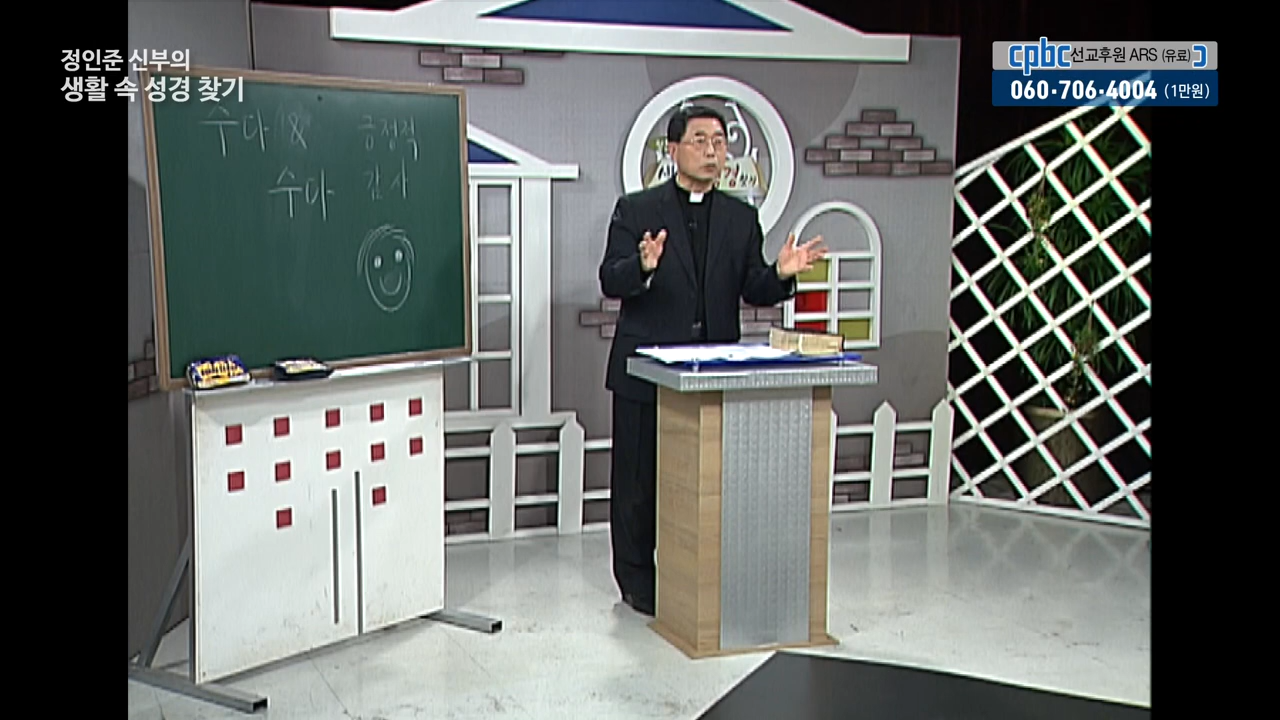 정인준 신부의
생활 속 성경 찾기
cpbc 선교후원 ARS (유료)
060·706·4004 (1만원)
수다 &
수다
긍정적
감사